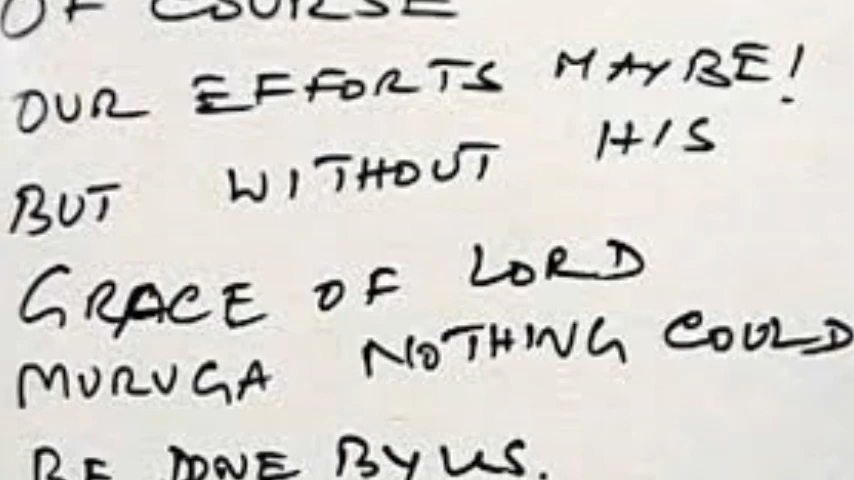 OF COURSE
OUR EFFORTS MAYBE!
BUT WITHOUT HIS
GRACE OF LORD
MURUGA NOTHING COULD
BE DONE BY US.